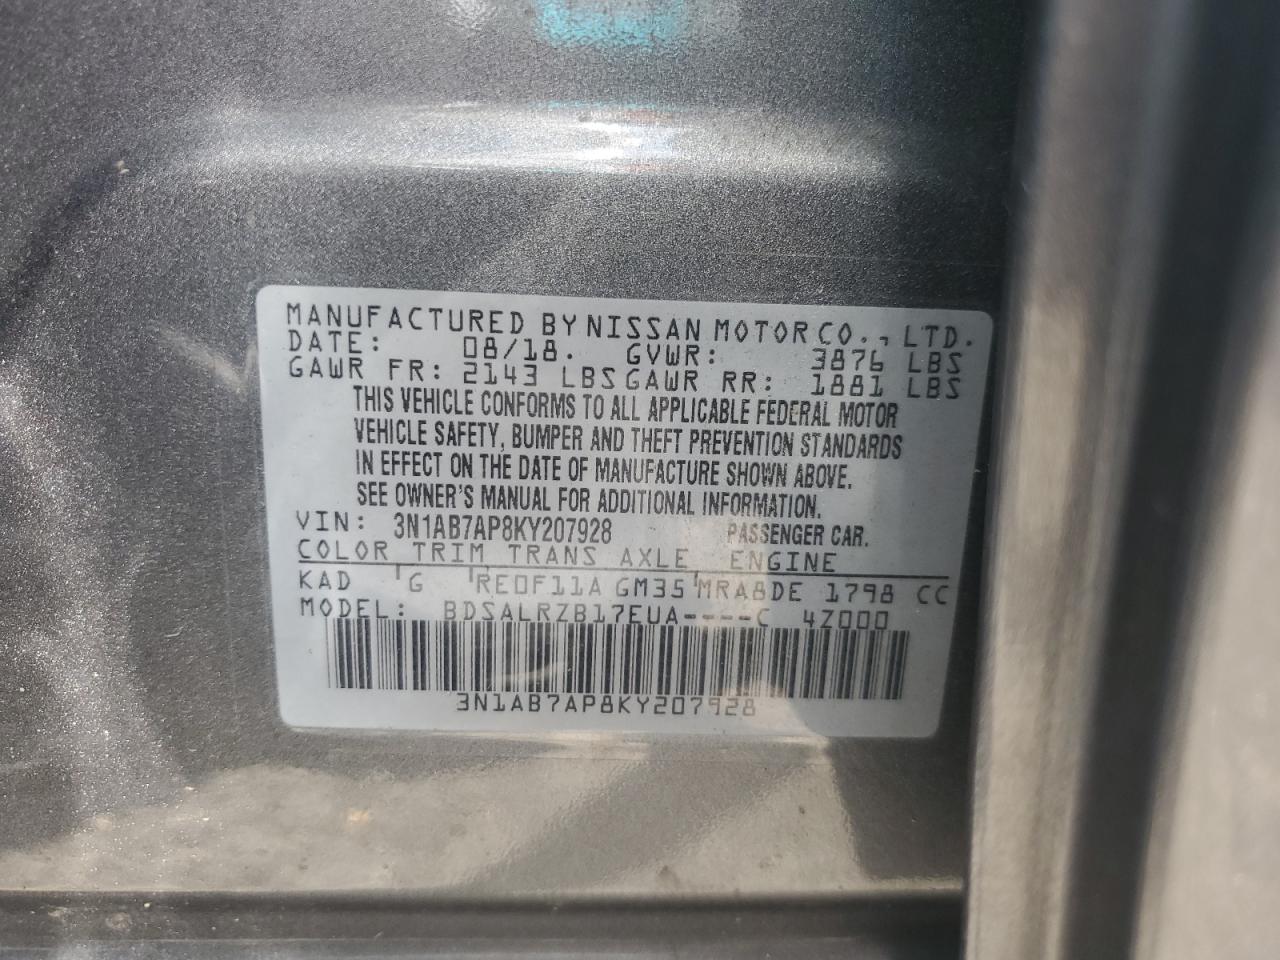 MANUFACTURED BY NISSAN MOTOR CO., LTD.
DATE: 08/18. GVWR: 3876 LBS
GAWR FR: 2143 LBS GAWR RR: 1881 LBS
THIS VEHICLE CONFORMS TO ALL APPLICABLE FEDERAL MOTOR
VEHICLE SAFETY, BUMPER AND THEFT PREVENTION STANDARDS
IN EFFECT ON THE DATE OF MANUFACTURE SHOWN ABOVE.
SEE OWNER'S MANUAL FOR ADDITIONAL INFORMATION.
VIN: 3N1AB7AP8KY207928 PASSENGER CAR.
COLOR TRIM TRANS AXLE ENGINE
KAD G RE0F11A GM35 MRA8DE 1798 CC
MODEL: BDSALRZB17EUA----C 4Z000
3N1AB7AP8KY207928